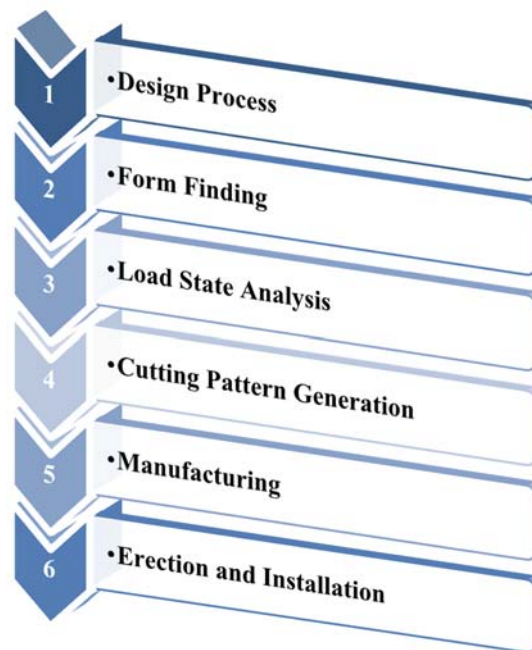 1
•Design Process
2
•Form Finding
3
•Load State Analysis
4
•Cutting Pattern Generation
5
•Manufacturing
6
•Erection and Installation